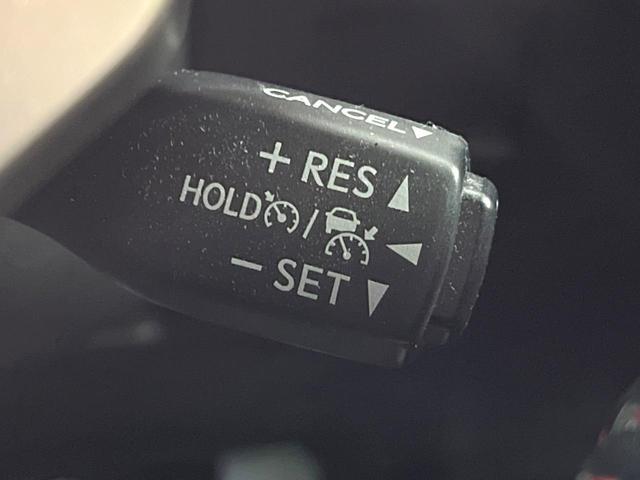 CANCEL▼
+ RES ▲
HOLD / ◀
− SET ▼